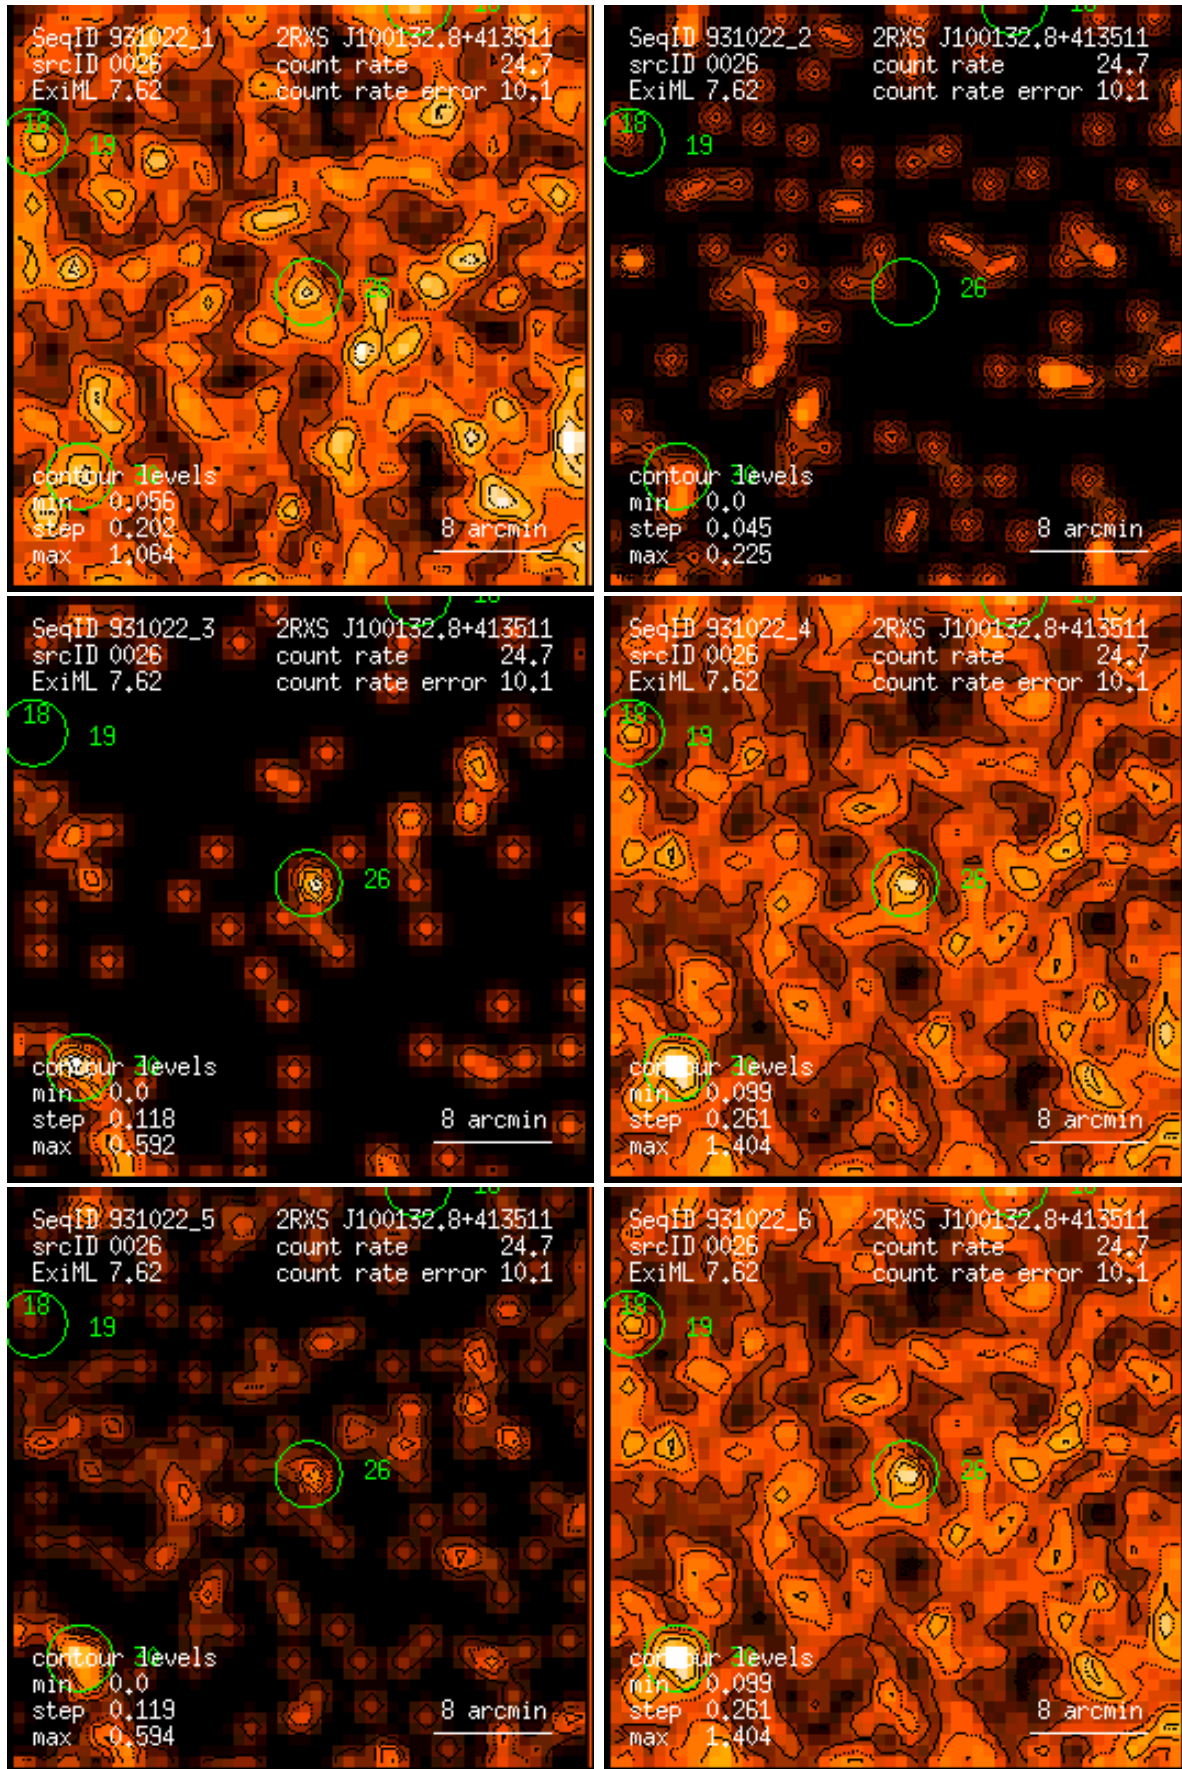 SeqID 931022_1 2RXS J100132.8+413511
srcID 0026 count rate 24.7
ExiML 7.62 count rate error 10.1
18
19
26
contour levels
min 0.056
step 0.202 8 arcmin
max 1.064
SeqID 931022_2 2RXS J100132.8+413511
srcID 0026 count rate 24.7
ExiML 7.62 count rate error 10.1
18
19
26
contour levels
min 0.0
step 0.045 8 arcmin
max 0.225
SeqID 931022_3 2RXS J100132.8+413511
srcID 0026 count rate 24.7
ExiML 7.62 count rate error 10.1
18
19
26
contour levels
min 0.0
step 0.118 8 arcmin
max 0.592
SeqID 931022_4 2RXS J100132.8+413511
srcID 0026 count rate 24.7
ExiML 7.62 count rate error 10.1
18
19
26
contour levels
min 0.099
step 0.261 8 arcmin
max 1.404
SeqID 931022_5 2RXS J100132.8+413511
srcID 0026 count rate 24.7
ExiML 7.62 count rate error 10.1
18
19
26
contour levels
min 0.0
step 0.119 8 arcmin
max 0.594
SeqID 931022_6 2RXS J100132.8+413511
srcID 0026 count rate 24.7
ExiML 7.62 count rate error 10.1
18
19
26
contour levels
min 0.099
step 0.261 8 arcmin
max 1.404